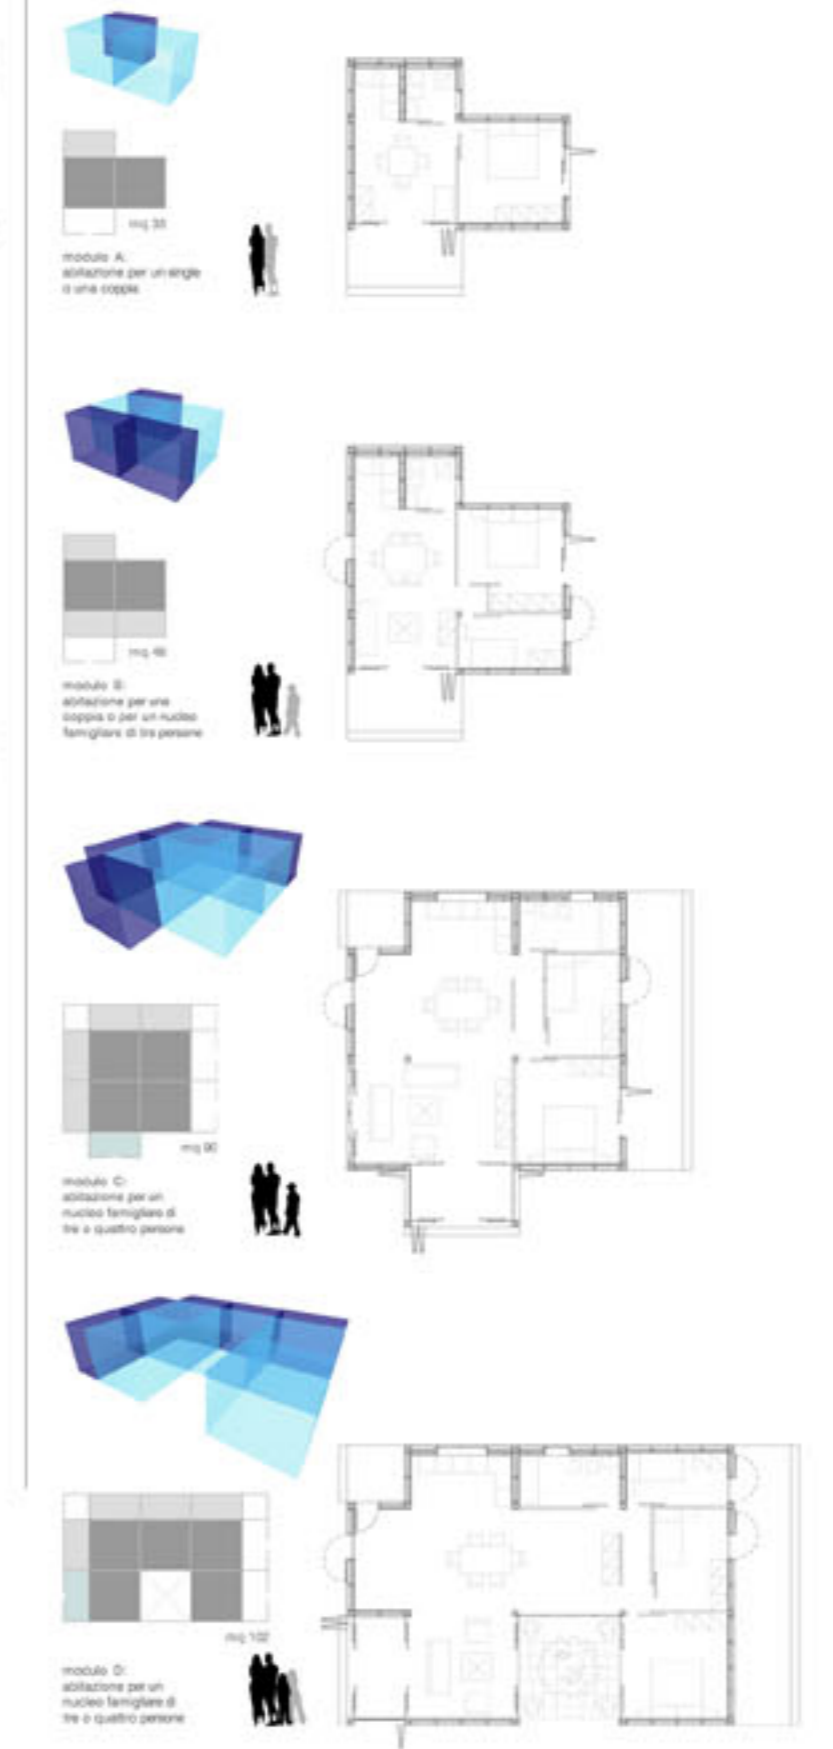 mq
modulo A:
abitazione per un single
o una coppia
mq 48
modulo B:
abitazione per una
coppia o per un nucleo
famigliare di tre persone
mq 90
modulo C:
abitazione per un
nucleo famigliare di
tre o quattro persone
mq 102
modulo D:
abitazione per un
nucleo famigliare di
tre o quattro persone